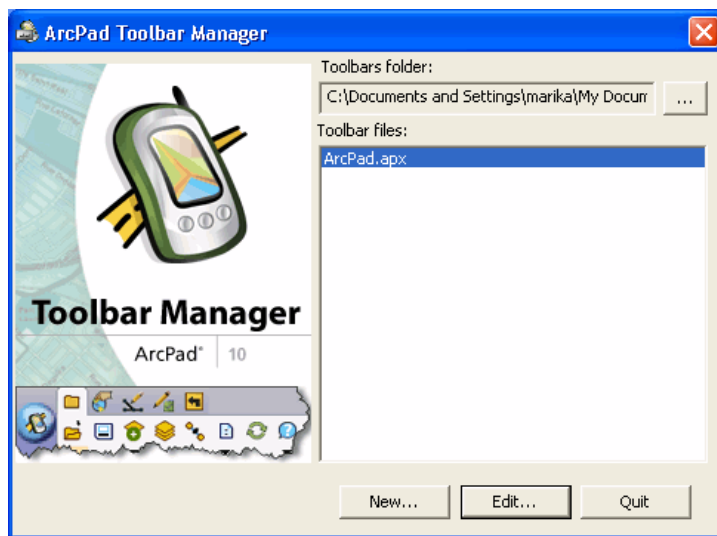 ArcPad Toolbar Manager
Toolbars folder:
C:\Documents and Settings\marika\My Docum
...
Toolbar files:
ArcPad.apx
Toolbar Manager
ArcPad® 10
New...
Edit...
Quit